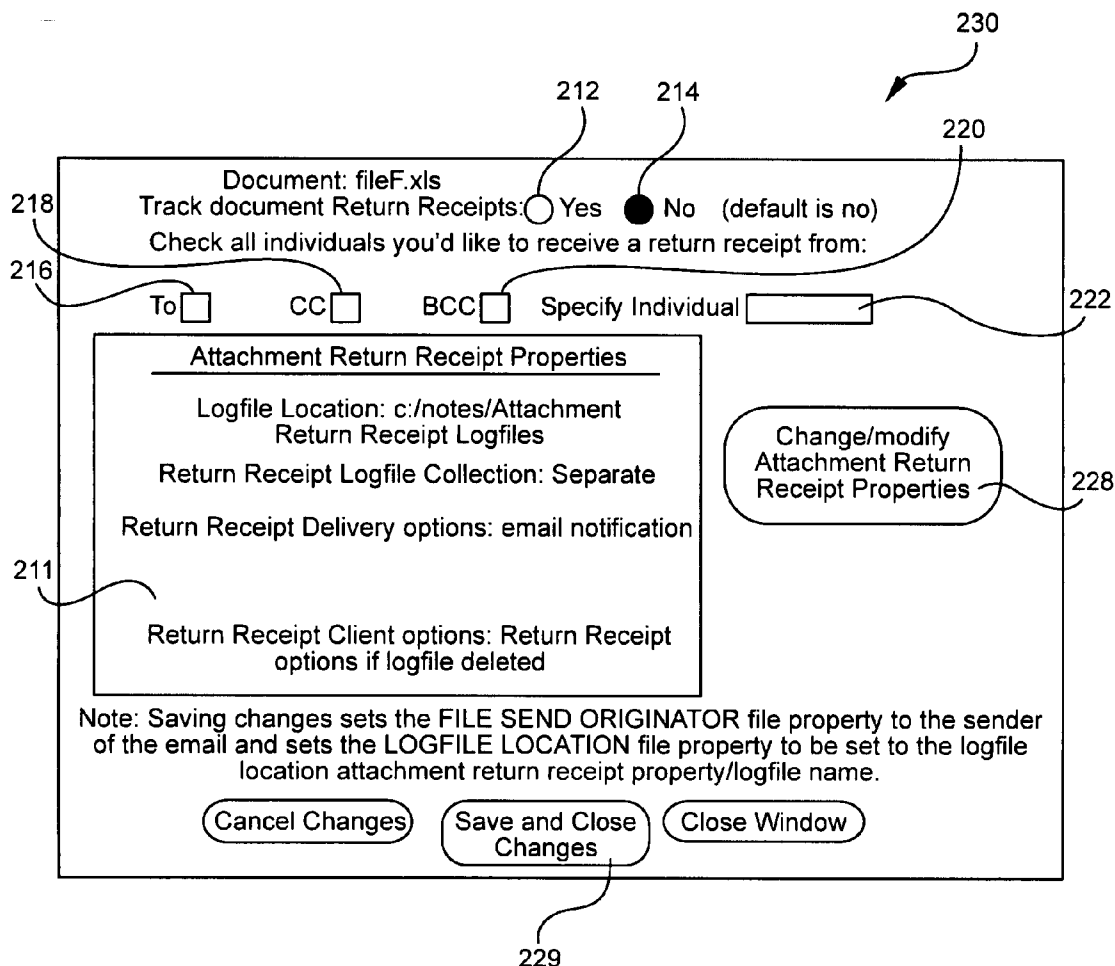 230
212
214
220
Document: fileF.xls
218
Track document Return Receipts: Yes No (default is no)
Check all individuals you'd like to receive a return receipt from:
216
To CC BCC Specify Individual
222
Attachment Return Receipt Properties
Logfile Location: c:/notes/Attachment
Return Receipt Logfiles
Return Receipt Logfile Collection: Separate
Return Receipt Delivery options: email notification
Change/modify
Attachment Return
Receipt Properties
228
211
Return Receipt Client options: Return Receipt
options if logfile deleted
Note: Saving changes sets the FILE SEND ORIGINATOR file property to the sender
of the email and sets the LOGFILE LOCATION file property to be set to the logfile
location attachment return receipt property/logfile name.
Cancel Changes
Save and Close
Changes
Close Window
229